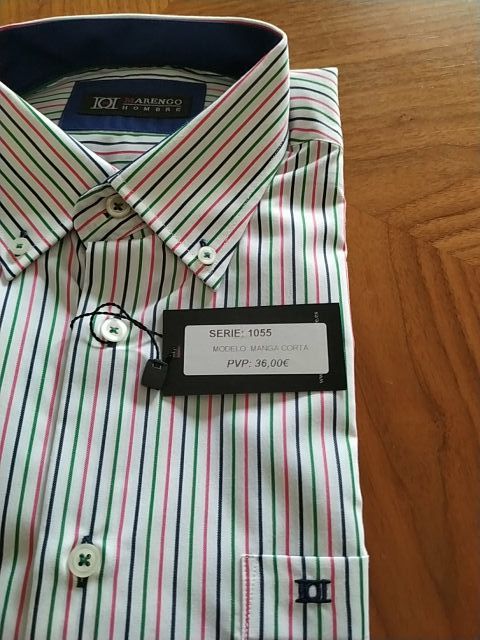 MARENGO
HOMBRE
SERIE: 1055
MODELO: MANGA CORTA
PVP: 36,00€